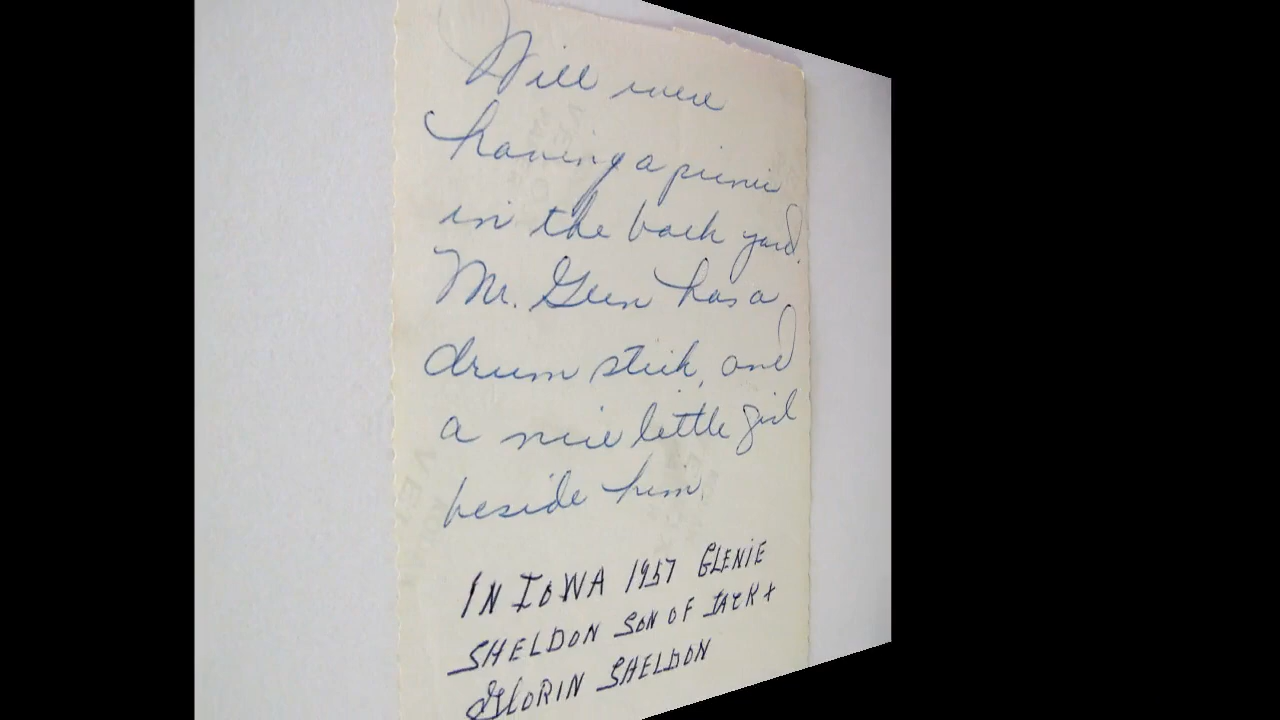 Will were
having a picnic
in the back yard.
Mr. Glen has a
drum stick, and
a nice little girl
beside him.
IN IOWA 1957 GLENIE
SHELDON SON OF JACK +
GLORIN SHELDON